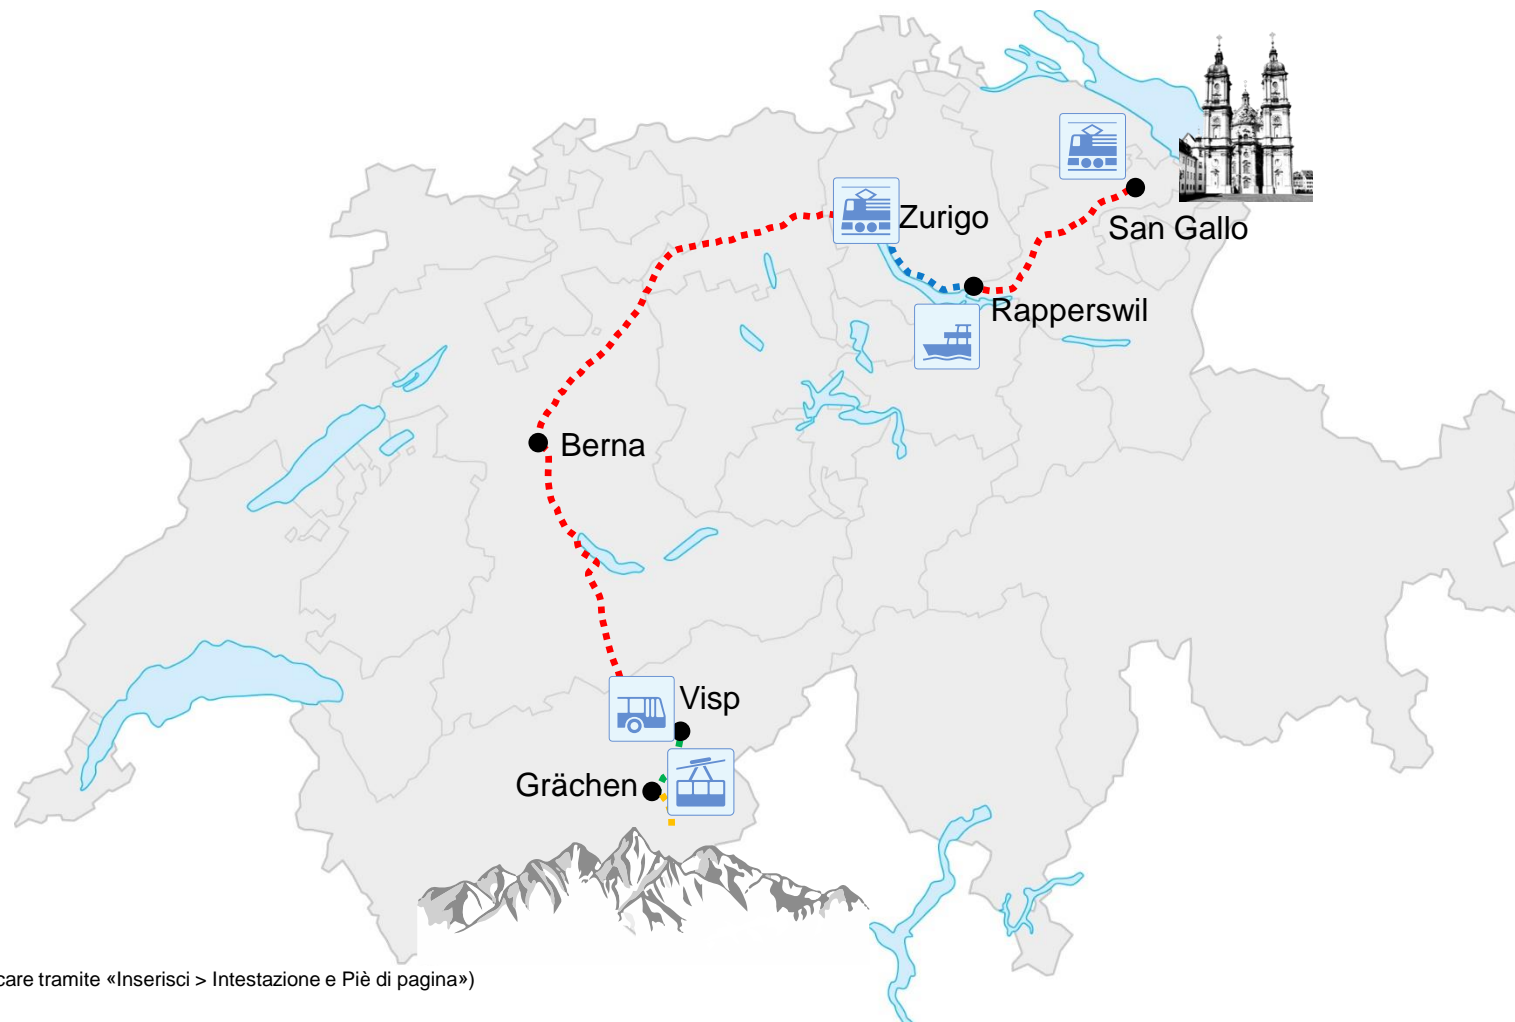 Zurigo
San Gallo
Rapperswil
Berna
Visp
Grächen
care tramite «Inserisci > Intestazione e Piè di pagina»)